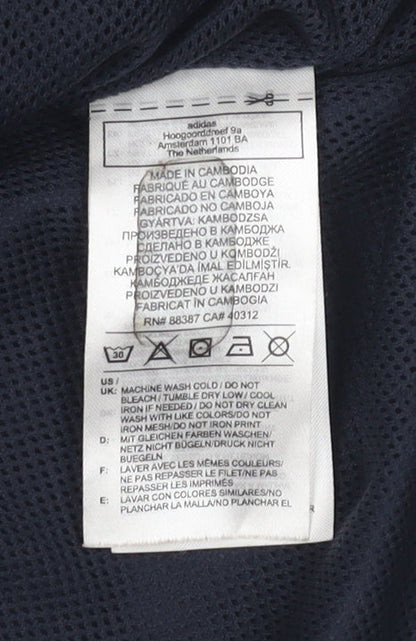 adidas
Hoogoorddreef 9a
Amsterdam 1101 BA
The Netherlands
MADE IN CAMBODIA
FABRIQUÉ AU CAMBODGE
FABRICADO EN CAMBOYA
FABRICADO NO CAMBOJA
GYÁRTVA: KAMBODZSA
ПРОИЗВЕДЕНО В КАМБОДЖА
СДЕЛАНО В КАМБОДЖЕ
PROIZVEDENO U KOMBODŽI
KAMBOÇYA'DA İMAL EDİLMİŞTİR.
КАМБОДЖЕДЕ ЖАСАЛҒАН
PROIZVEDENO U KAMBODZI
FABRICAT ÎN CAMBOGIA
RN# 88387 CA# 40312
30
US /
UK: MACHINE WASH COLD / DO NOT
BLEACH / TUMBLE DRY LOW / COOL
IRON IF NEEDED / DO NOT DRY CLEAN
WASH WITH LIKE COLORS/DO NOT
IRON MESH/DO NOT IRON PRINT
D: MIT GLEICHEN FARBEN WASCHEN/
NETZ NICHT BÜGELN/DRUCK NICHT
BUEGELN
F: LAVER AVEC LES MÊMES COULEURS/
NE PAS REPASSER LE FILET/NE PAS
REPASSER LES IMPRIMÉS
E: LAVAR CON COLORES SIMILARES/NO
PLANCHAR LA MALLA/NO PLANCHAR EL
R